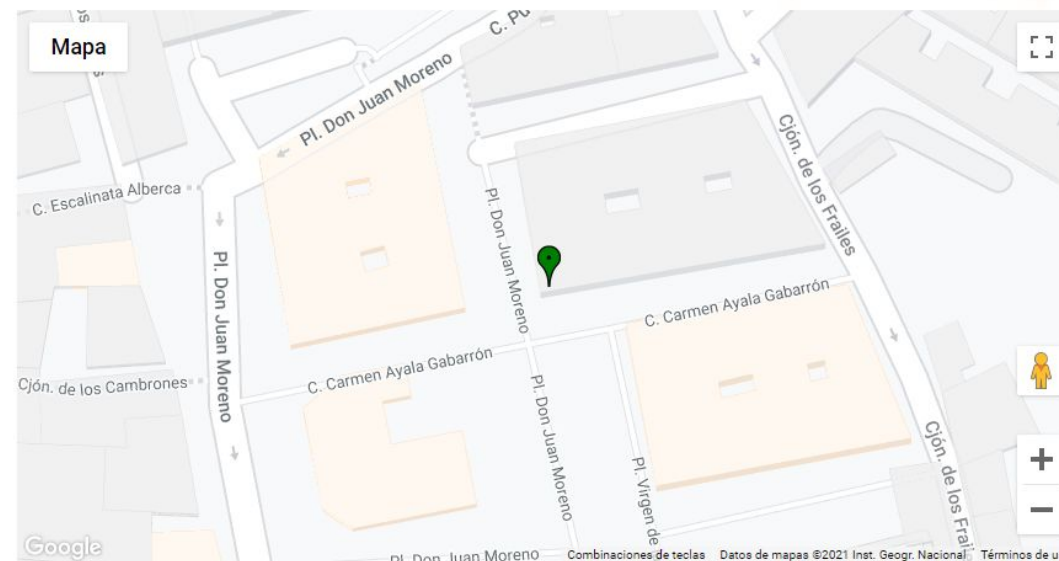 Mapa
C. Pu
Pl. Don Juan Moreno
Cjón. de los Frailes
C. Escalinata Alberca
Pl. Don Juan Moreno
Pl. Don Juan Moreno
C. Carmen Ayala Gabarrón
C. Carmen Ayala Gabarrón
Cjón. de los Cambrones
Pl. Don Juan Moreno
Pl. Virgen de
Cjón. de los Frail
Google
Pl. Don Juan Moreno
Combinaciones de teclas Datos de mapas ©2021 Inst. Geogr. Nacional Términos de u